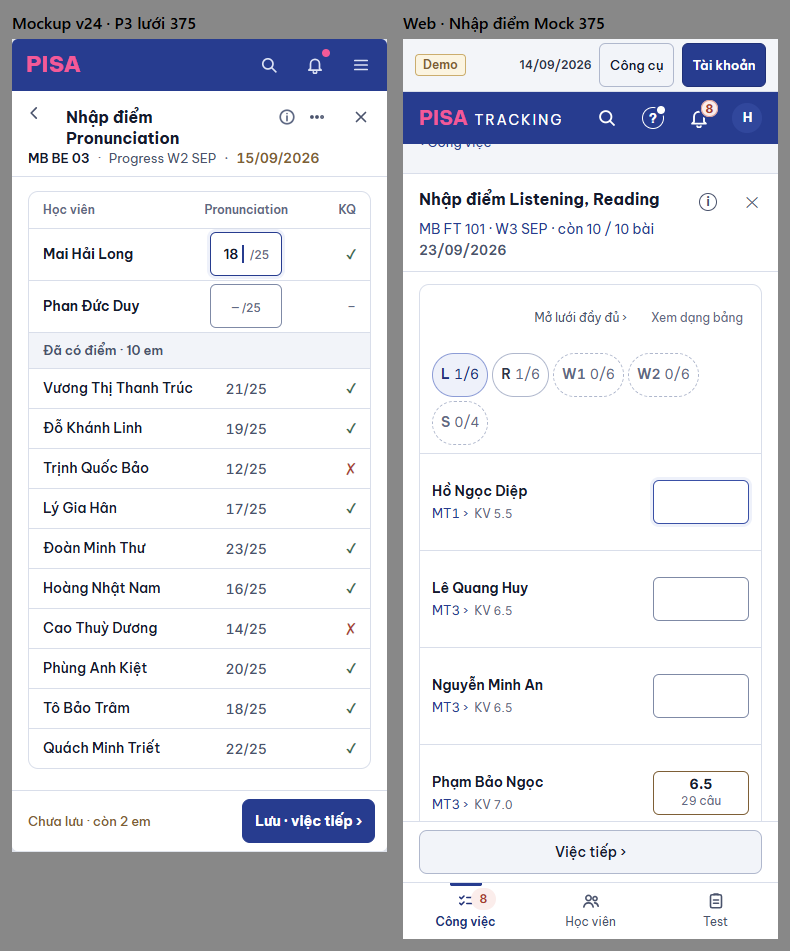 Mockup v24 · P3 lưới 375
PISA
Nhập điểm
Pronunciation
MB BE 03 · Progress W2 SEP · 15/09/2026
Học viên Pronunciation KQ
Mai Hải Long 18 /25 ✓
Phan Đức Duy – /25 –
Đã có điểm · 10 em
Vương Thị Thanh Trúc 21/25 ✓
Đỗ Khánh Linh 19/25 ✓
Trịnh Quốc Bảo 12/25 ✗
Lý Gia Hân 17/25 ✓
Đoàn Minh Thư 23/25 ✓
Hoàng Nhật Nam 16/25 ✓
Cao Thuỳ Dương 14/25 ✗
Phùng Anh Kiệt 20/25 ✓
Tô Bảo Trâm 18/25 ✓
Quách Minh Triết 22/25 ✓
Chưa lưu · còn 2 em Lưu · việc tiếp ›
Web · Nhập điểm Mock 375
Demo 14/09/2026 Công cụ Tài khoản
PISA TRACKING ? 8 H
‹ Công việc
Nhập điểm Listening, Reading
MB FT 101 · W3 SEP · còn 10 / 10 bài
23/09/2026
Mở lưới đầy đủ › Xem dạng bảng
L 1/6 R 1/6 W1 0/6 W2 0/6
S 0/4
Hồ Ngọc Diệp
MT1 › KV 5.5
Lê Quang Huy
MT3 › KV 6.5
Nguyễn Minh An
MT3 › KV 6.5
Phạm Bảo Ngọc 6.5
MT3 › KV 7.0 29 câu
Việc tiếp ›
8
Công việc Học viên Test